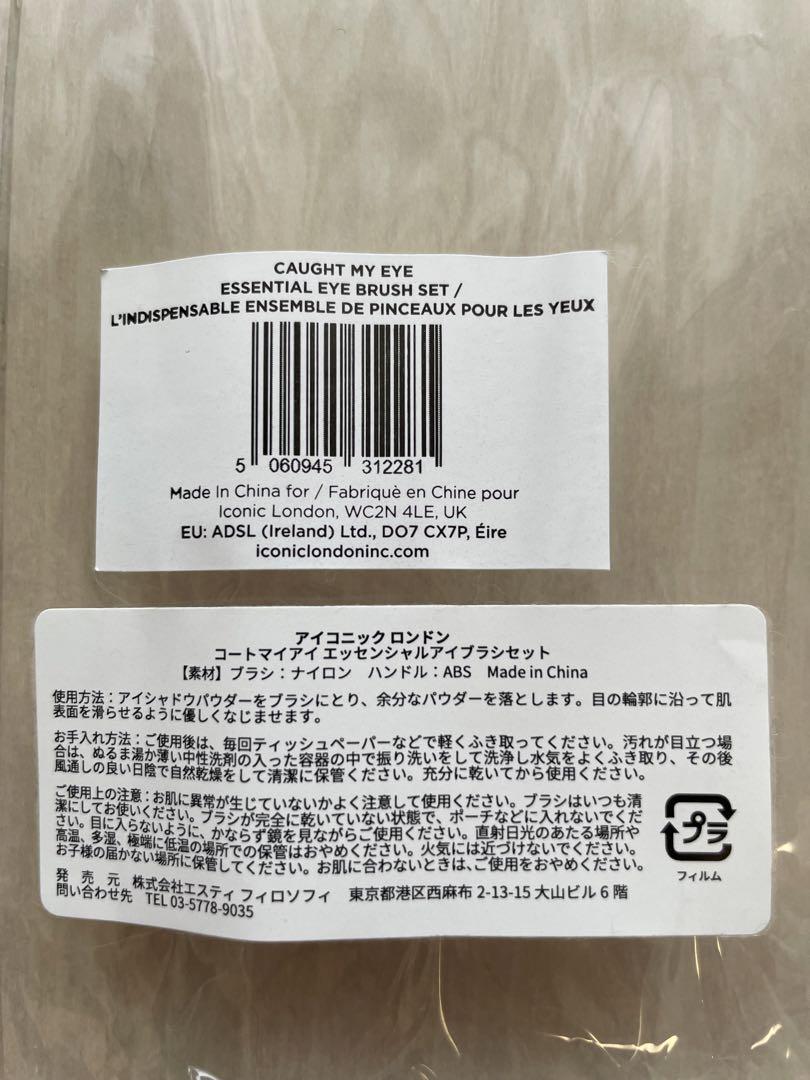 CAUGHT MY EYE
ESSENTIAL EYE BRUSH SET /
L'INDISPENSABLE ENSEMBLE DE PINCEAUX POUR LES YEUX
5 060945 312281
Made In China for / Fabriquè en Chine pour
Iconic London, WC2N 4LE, UK
EU: ADSL (Ireland) Ltd., DO7 CX7P, Éire
iconiclondoninc.com
アイコニック ロンドン
コートマイアイ エッセンシャルアイブラシセット
【素材】ブラシ：ナイロン ハンドル：ABS Made in China
使用方法：アイシャドウパウダーをブラシにとり、余分なパウダーを落とします。目の輪郭に沿って肌
表面を滑らせるように優しくなじませます。
お手入れ方法：ご使用後は、毎回ティッシュペーパーなどで軽くふき取ってください。汚れが目立つ場
合は、ぬるま湯か薄い中性洗剤の入った容器の中で振り洗いをして洗浄し水気をよくふき取り、その後
風通しの良い日陰で自然乾燥をして清潔に保管ください。充分に乾いてから使用ください。
ご使用上の注意：お肌に異常が生じていないかよく注意して使用ください。ブラシはいつも清
潔にしてお使いください。ブラシが完全に乾いていない状態で、ポーチなどに入れないでくだ
さい。目に入らないように、かならず鏡を見ながらご使用ください。直射日光のあたる場所や
高温、多湿、極端に低温の場所での保管はおやめください。火気には近づけないでください。
お子様の届かない場所に保管してください。お肌に合わないときは、ご使用をおやめください。
プラ
フィルム
発 売 元 株式会社エスティ フィロソフィ 東京都港区西麻布 2-13-15 大山ビル 6 階
問い合わせ先 TEL 03-5778-9035